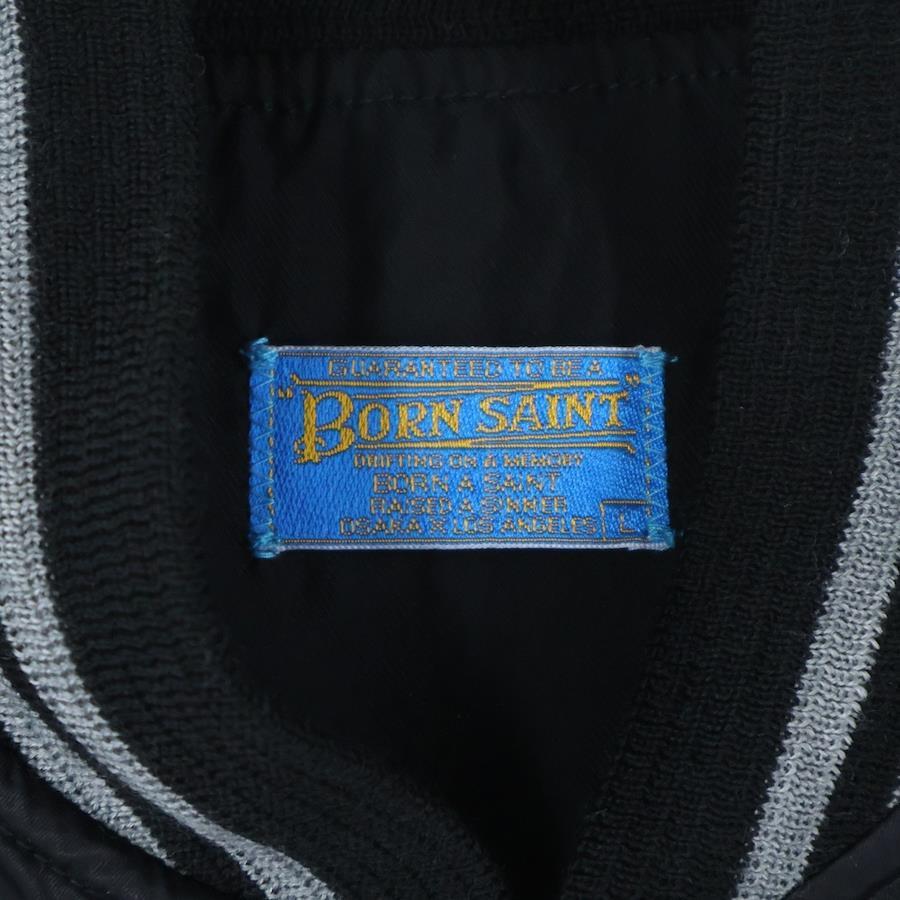 GUARANTEED TO BE A
"BORN SAINT"
DRIFTING ON A MEMORY
BORN A SAINT
RAISED A SINNER
OSAKA X LOS ANGELES
L